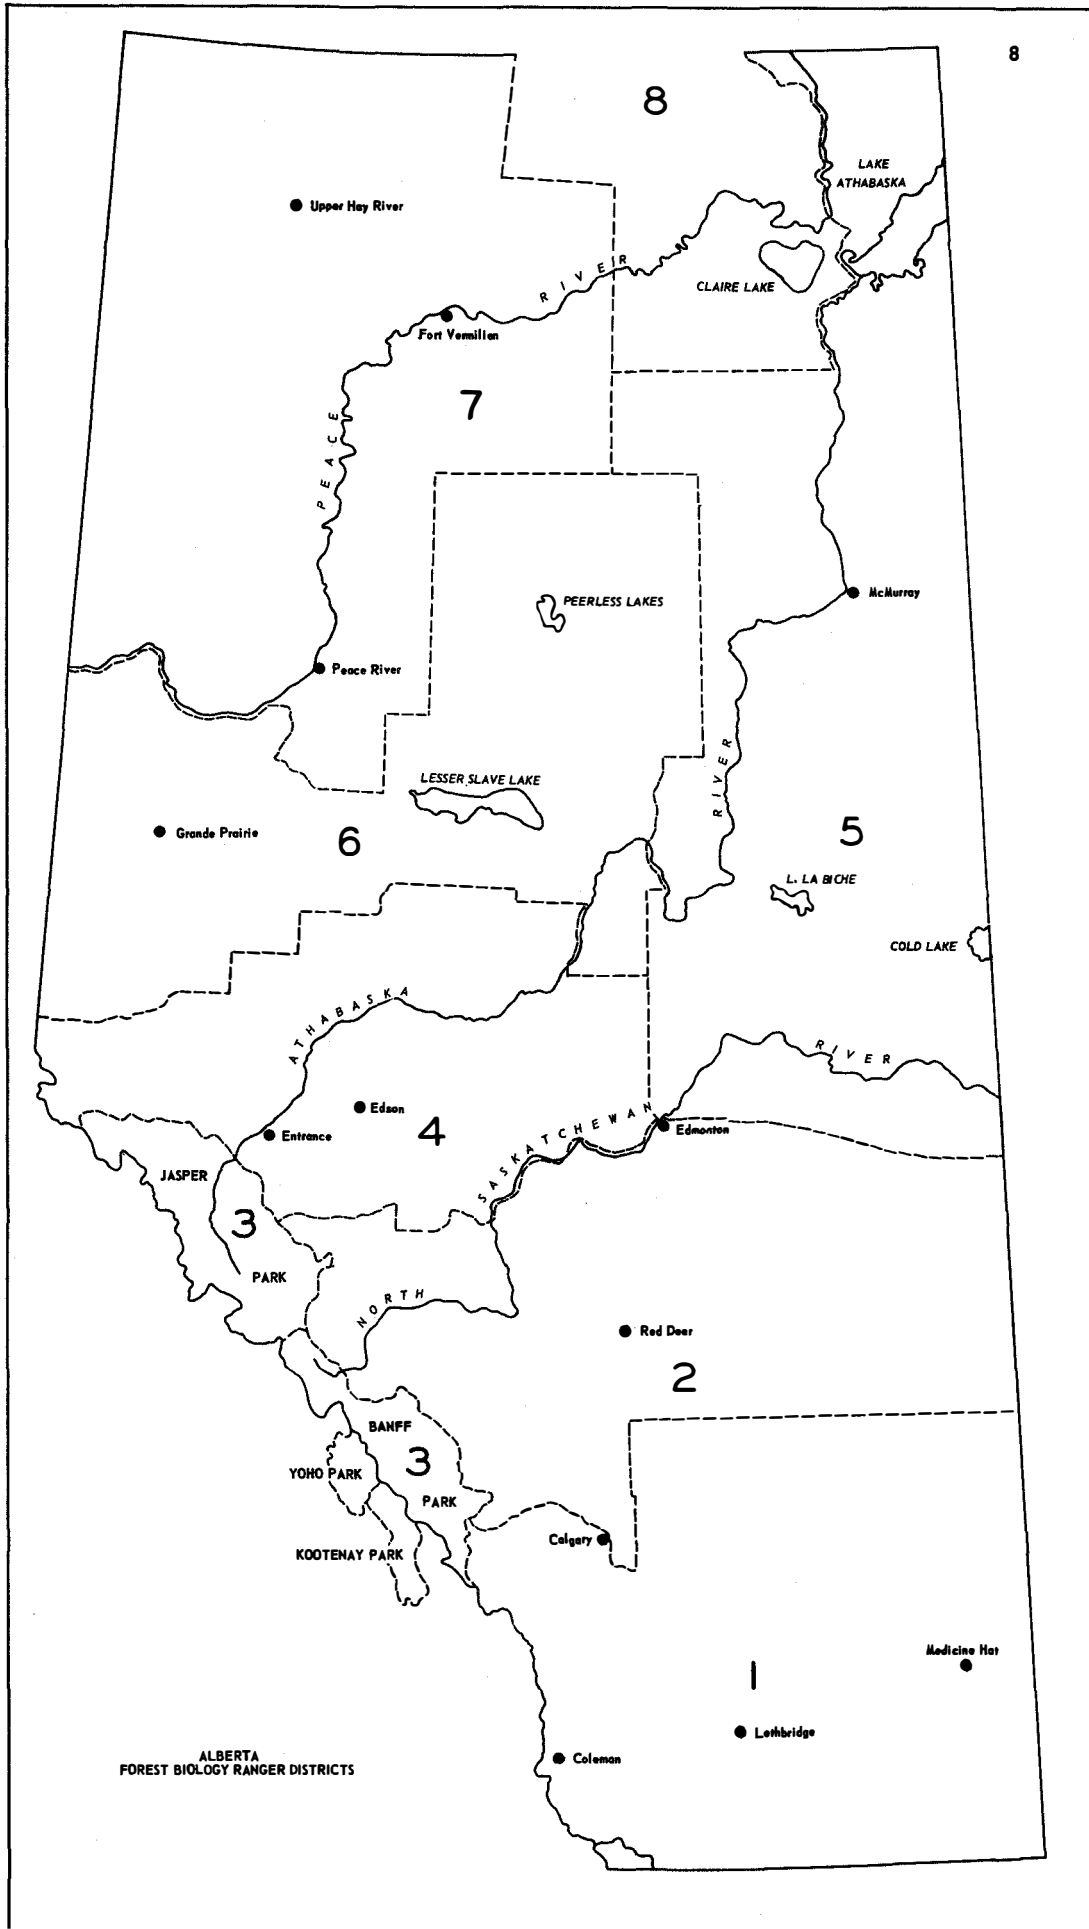 8
8
LAKE
ATHABASKA
Upper Hay River
CLAIRE LAKE
PEACE RIVER
Fort Vermilion
7
PEERLESS LAKES
McMurray
Peace River
LESSER SLAVE LAKE
Grande Prairie
6
5
L. LA BICHE
COLD LAKE
ATHABASKA RIVER
Edson
4
Entrance
NORTH SASKATCHEWAN RIVER
Edmonton
JASPER
3
PARK
Red Deer
2
BANFF
3
PARK
YOHO PARK
KOOTENAY PARK
Calgary
Medicine Hat
1
Lethbridge
Coleman
ALBERTA
FOREST BIOLOGY RANGER DISTRICTS